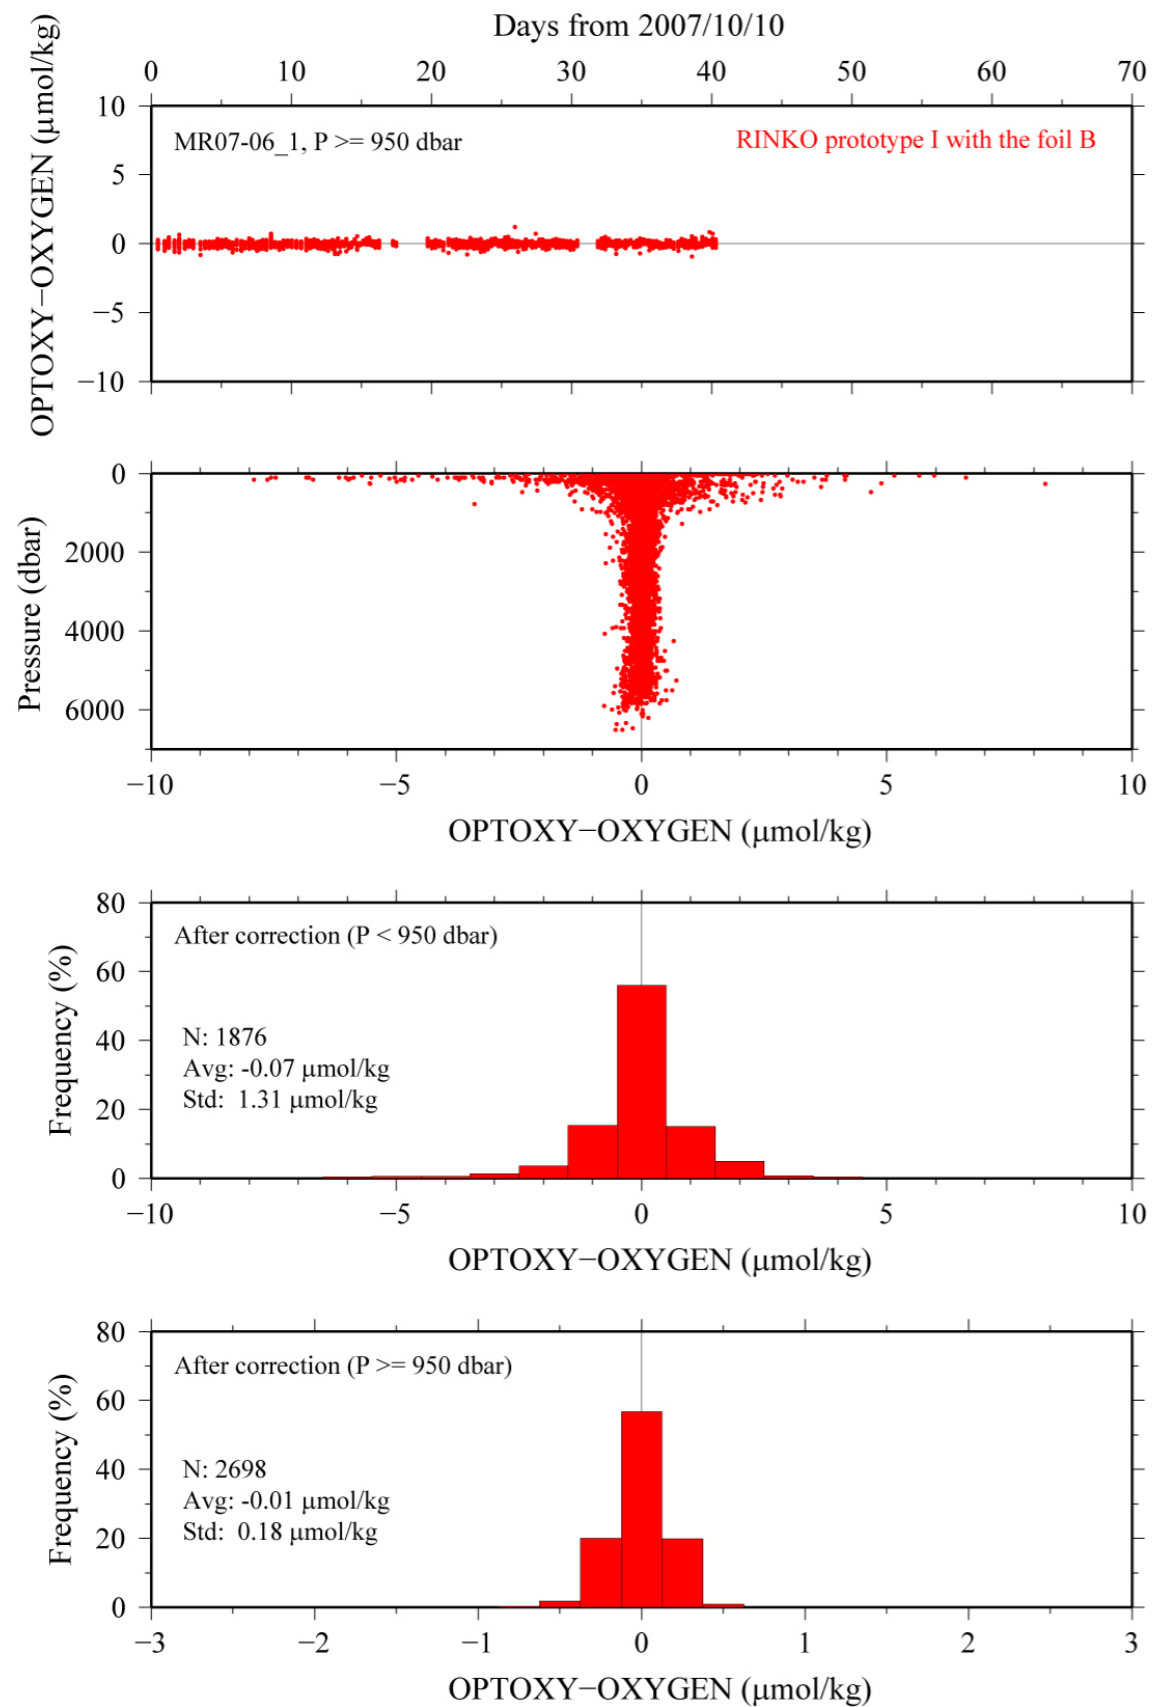 Days from 2007/10/10
0 10 20 30 40 50 60 70
OPTOXY−OXYGEN (μmol/kg)
10
5
0
−5
−10
MR07-06_1, P >= 950 dbar
RINKO prototype I with the foil B
Pressure (dbar)
0
2000
4000
6000
−10 −5 0 5 10
OPTOXY−OXYGEN (μmol/kg)
Frequency (%)
80
60
40
20
0
After correction (P < 950 dbar)
N: 1876
Avg: -0.07 μmol/kg
Std: 1.31 μmol/kg
−10 −5 0 5 10
OPTOXY−OXYGEN (μmol/kg)
Frequency (%)
80
60
40
20
0
After correction (P >= 950 dbar)
N: 2698
Avg: -0.01 μmol/kg
Std: 0.18 μmol/kg
−3 −2 −1 0 1 2 3
OPTOXY−OXYGEN (μmol/kg)